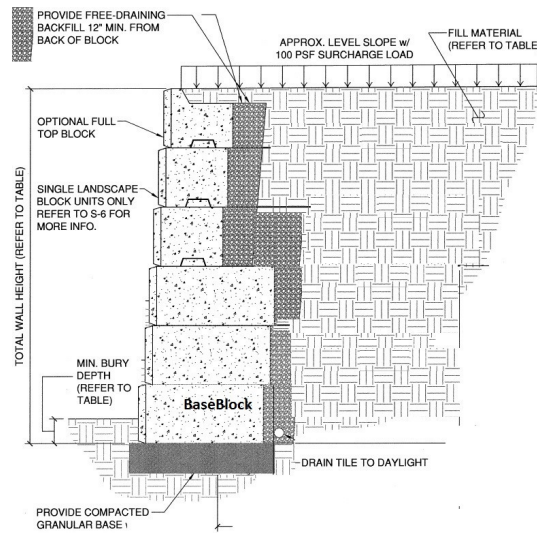 PROVIDE FREE-DRAINING
BACKFILL 12" MIN. FROM
BACK OF BLOCK
APPROX. LEVEL SLOPE w/
100 PSF SURCHARGE LOAD
FILL MATERIAL
(REFER TO TABLE
OPTIONAL FULL
TOP BLOCK
SINGLE LANDSCAPE
BLOCK UNITS ONLY
REFER TO S-6 FOR
MORE INFO.
TOTAL WALL HEIGHT (REFER TO TABLE)
MIN. BURY
DEPTH
(REFER TO
TABLE)
BaseBlock
DRAIN TILE TO DAYLIGHT
PROVIDE COMPACTED
GRANULAR BASE